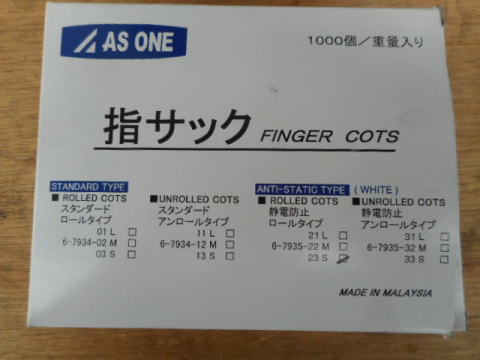 AS ONE
1000個／重量入り
指サック FINGER COTS
STANDARD TYPE
■ ROLLED COTS
スタンダード
ロールタイプ
01 L □
6-7934-02 M □
03 S □
■UNROLLED COTS
スタンダード
アンロールタイプ
11 L □
6-7934-12 M □
13 S □
ANTI-STATIC TYPE (WHITE)
■ ROLLED COTS
静電防止
ロールタイプ
21 L □
6-7935-22 M □
23 S ☑
■UNROLLED COTS
静電防止
アンロールタイプ
31 L □
6-7935-32 M □
33 S □
MADE IN MALAYSIA